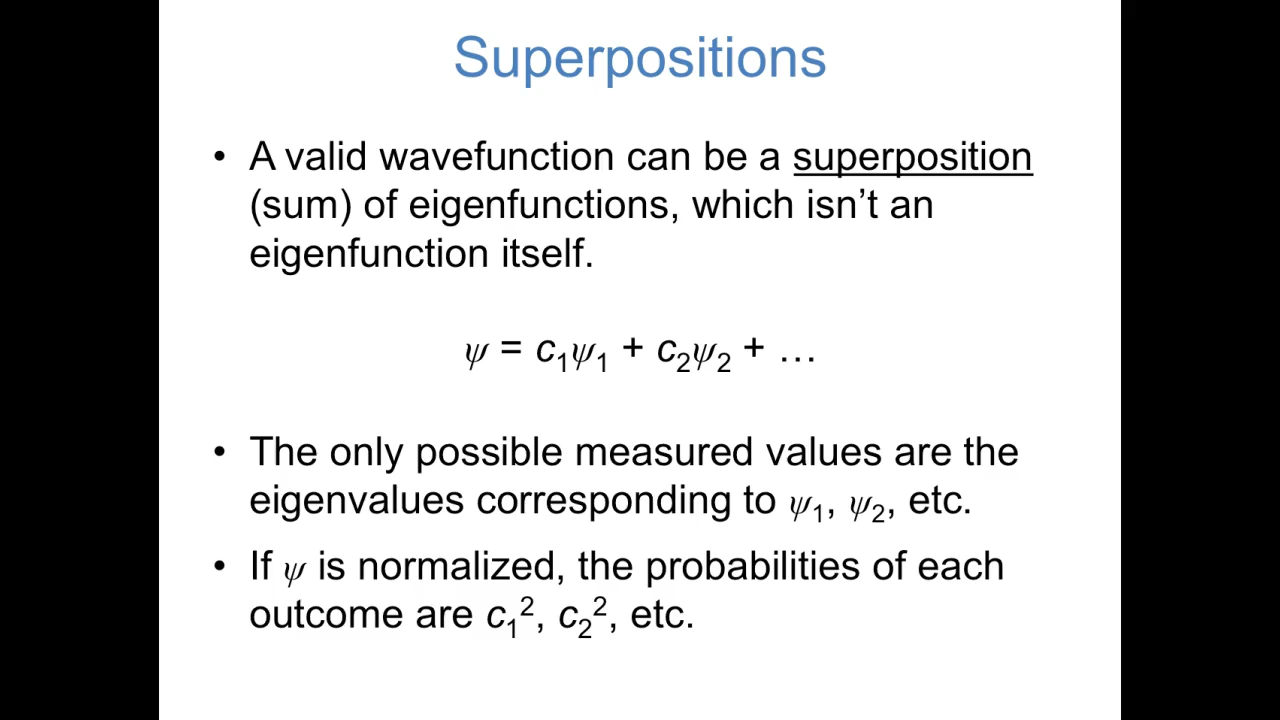 Superpositions
• A valid wavefunction can be a superposition
(sum) of eigenfunctions, which isn’t an
eigenfunction itself.
ψ = c₁ψ₁ + c₂ψ₂ + …
• The only possible measured values are the
eigenvalues corresponding to ψ₁, ψ₂, etc.
• If ψ is normalized, the probabilities of each
outcome are c₁², c₂², etc.